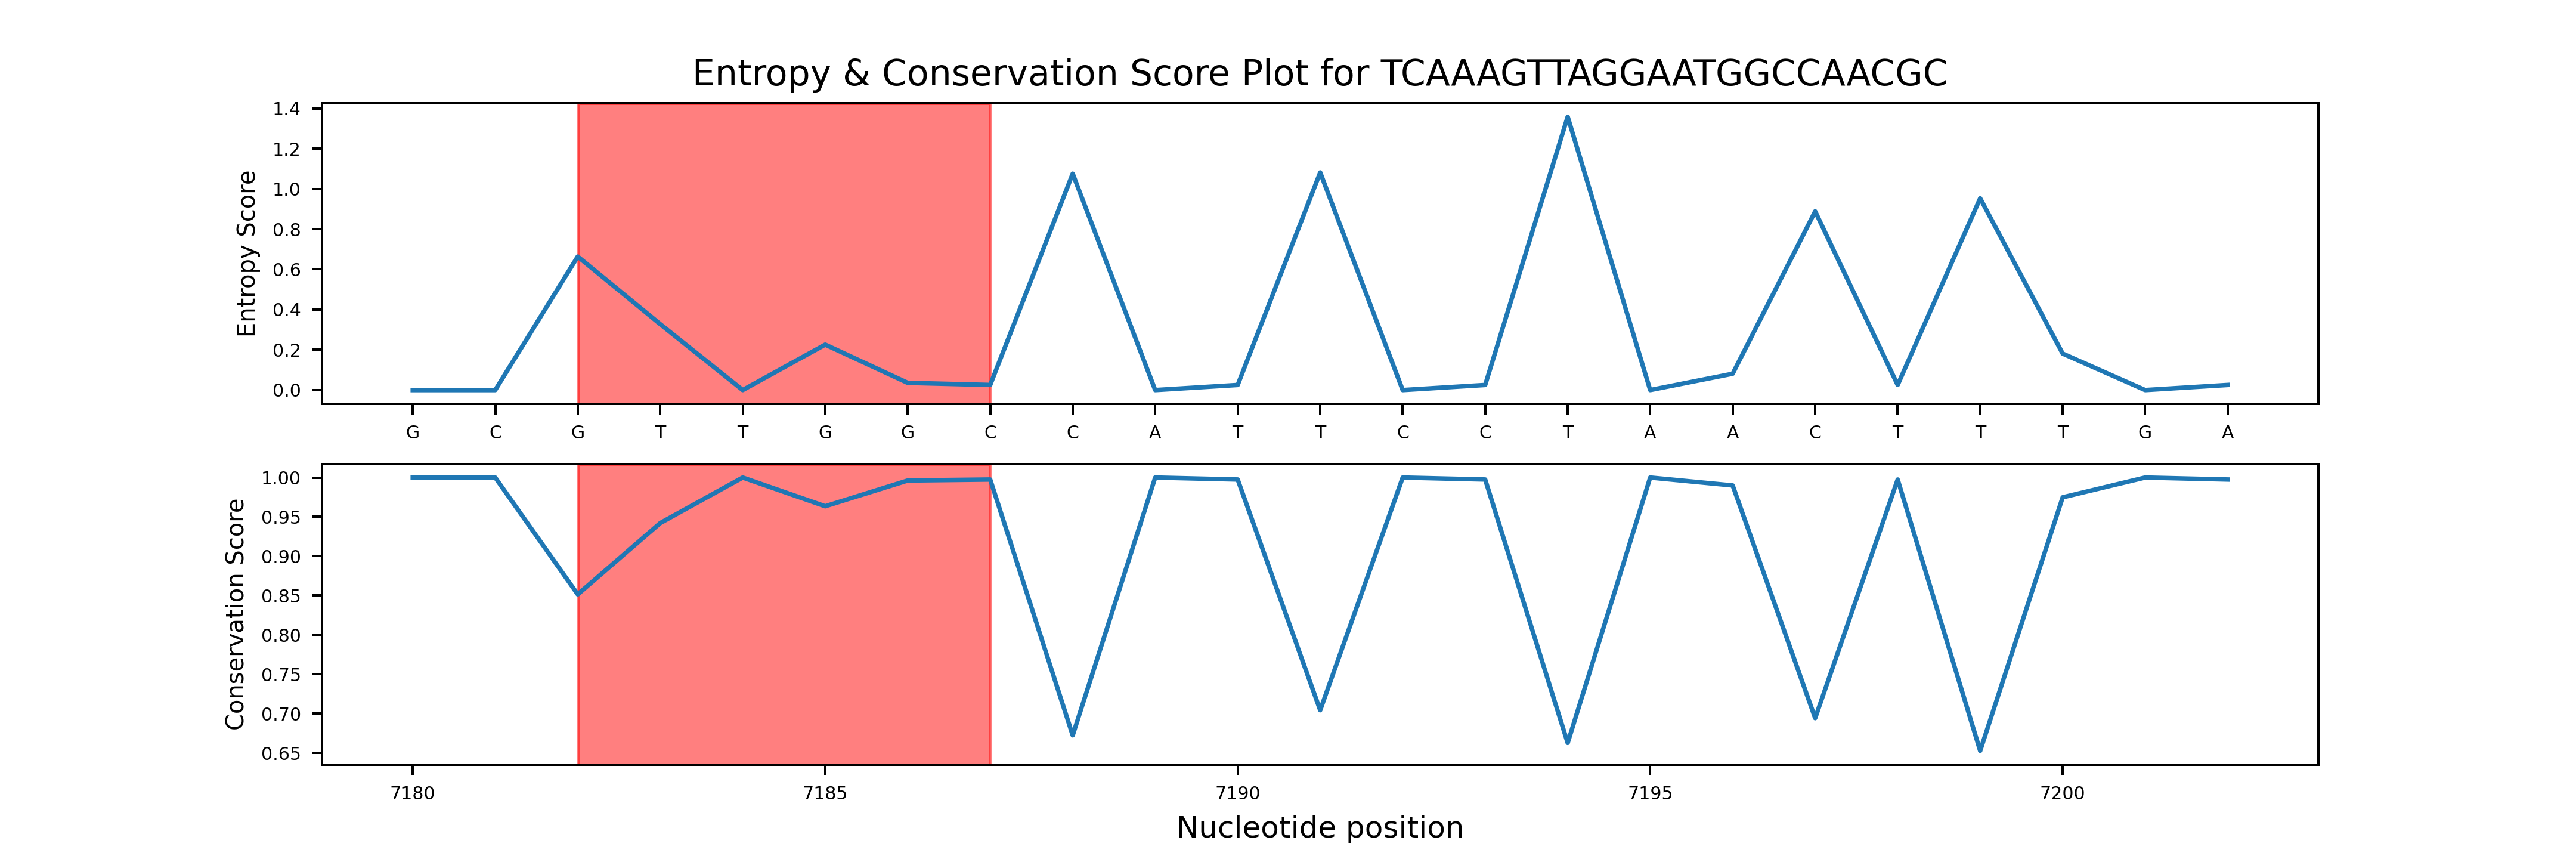 Entropy & Conservation Score Plot for TCAAAGTTAGGAATGGCCAACGC
Entropy Score
1.4
1.2
1.0
0.8
0.6
0.4
0.2
0.0
G C G T T G G C C A T T C C T A A C T T T G A
Conservation Score
1.00
0.95
0.90
0.85
0.80
0.75
0.70
0.65
7180 7185 7190 7195 7200
Nucleotide position